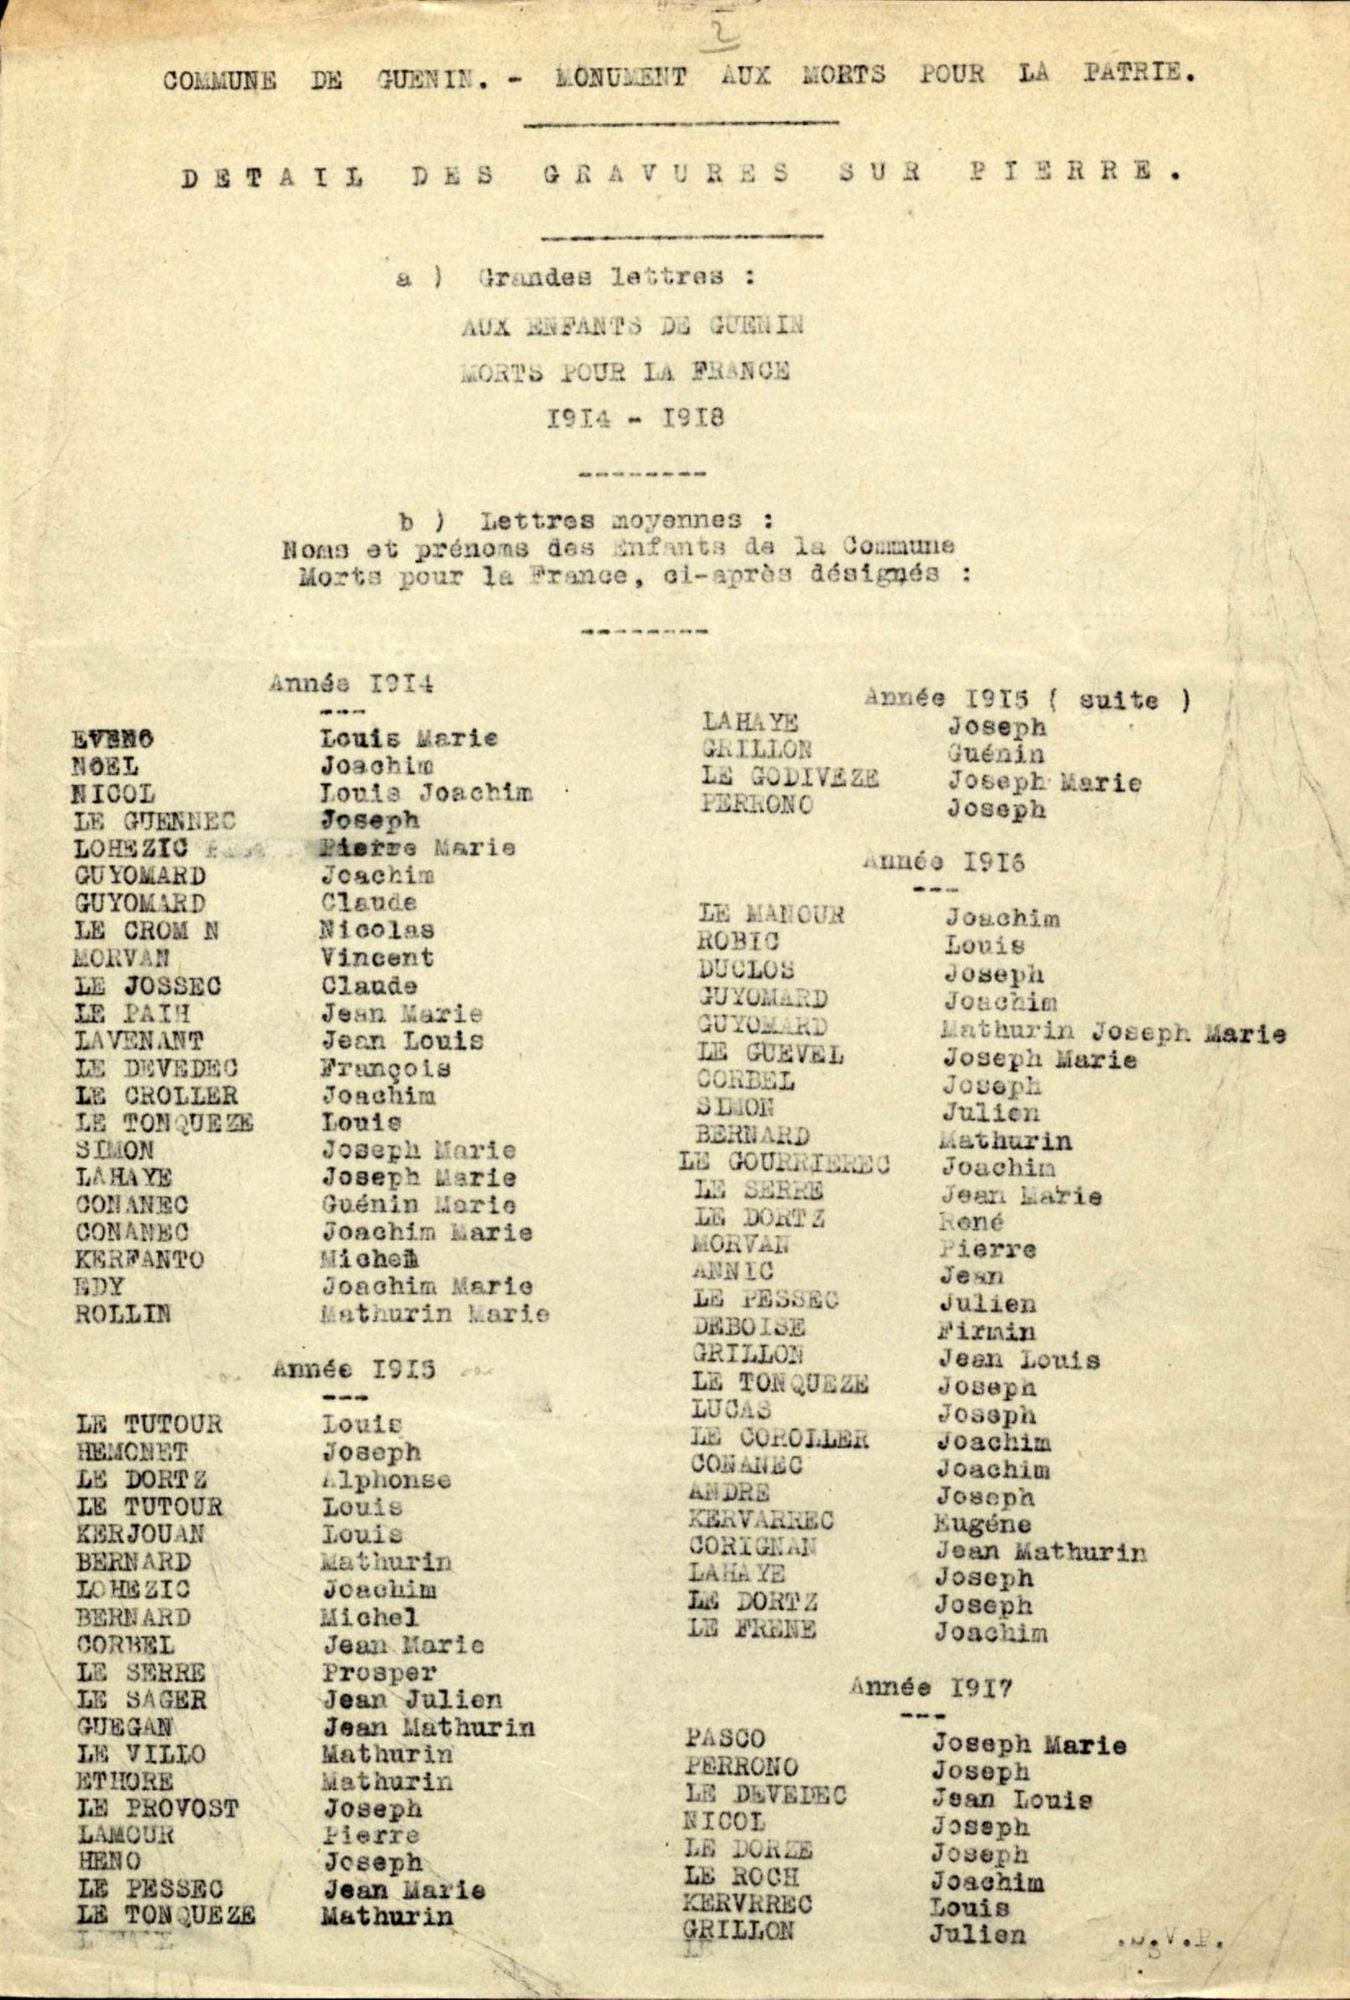 2
COMMUNE DE GUENIN. - MONUMENT AUX MORTS POUR LA PATRIE.
DETAIL DES GRAVURES SUR PIERRE.
a ) Grandes lettres :
AUX ENFANTS DE GUENIN
MORTS POUR LA FRANCE
1914 - 1918
b ) Lettres moyennes :
Noms et prénoms des Enfants de la Commune
Morts pour la France, ci-après désignés :
Année 1914
EVENO Louis Marie
NOEL Joachim
NICOL Louis Joachim
LE GUENNEC Joseph
LOHEZIC Pierre Marie
GUYOMARD Joachim
GUYOMARD Claude
LE CROM N Nicolas
MORVAN Vincent
LE JOSSEC Claude
LE PAIH Jean Marie
LAVENANT Jean Louis
LE DEVEDEC François
LE CROLLER Joachim
LE TONQUEZE Louis
SIMON Joseph Marie
LAHAYE Joseph Marie
CONANEC Guénin Marie
CONANEC Joachim Marie
KERFANTO Michel
EDY Joachim Marie
ROLLIN Mathurin Marie
Année 1915
LE TUTOUR Louis
HEMONET Joseph
LE DORTZ Alphonse
LE TUTOUR Louis
KERJOUAN Louis
BERNARD Mathurin
LOHEZIC Joachim
BERNARD Michel
CORBEL Jean Marie
LE SERRE Prosper
LE SAGER Jean Julien
GUEGAN Jean Mathurin
LE VILLO Mathurin
ETHORE Mathurin
LE PROVOST Joseph
LAMOUR Pierre
HENO Joseph
LE PESSEC Jean Marie
LE TONQUEZE Mathurin
Année 1915 ( suite )
LAHAYE Joseph
GRILLON Guénin
LE GODIVEZE Joseph Marie
PERRONO Joseph
Année 1916
LE MANOUR Joachim
ROBIC Louis
DUCLOS Joseph
GUYOMARD Joachim
GUYOMARD Mathurin Joseph Marie
LE GUEVEL Joseph Marie
CORBEL Joseph
SIMON Julien
BERNARD Mathurin
LE GOURRIEREC Joachim
LE SERRE Jean Marie
LE DORTZ René
MORVAN Pierre
ANNIC Jean
LE PESSEC Julien
DEBOISE Firmin
GRILLON Jean Louis
LE TONQUEZE Joseph
LUCAS Joseph
LE COROLLER Joachim
CONANEC Joachim
ANDRE Joseph
KERVARREC Eugéne
CORIGNAN Jean Mathurin
LAHAYE Joseph
LE DORTZ Joseph
LE FRENE Joachim
Année 1917
PASCO Joseph Marie
PERRONO Joseph
LE DEVEDEC Jean Louis
NICOL Joseph
LE DORZE Joseph
LE ROCH Joachim
KERVRREC Louis
GRILLON Julien